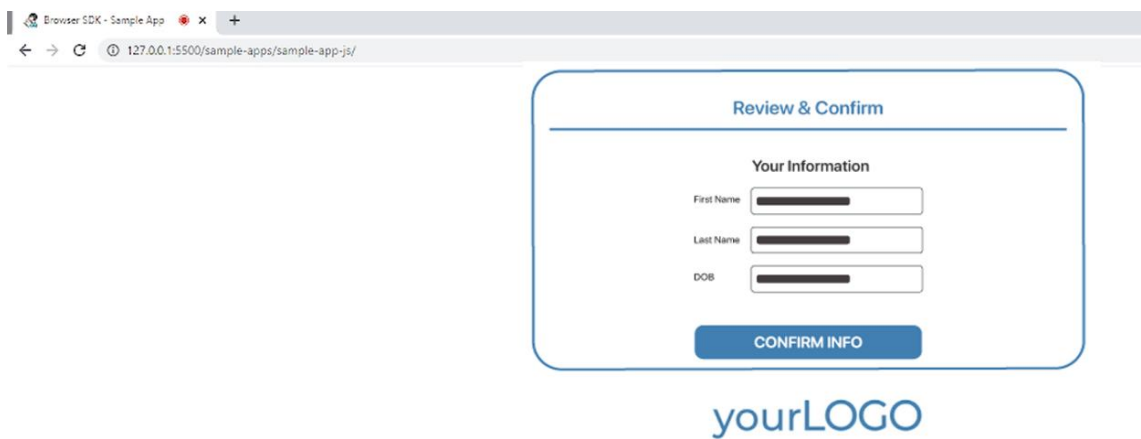 Browser SDK - Sample App
127.0.0.1:5500/sample-apps/sample-app-js/
Review & Confirm
Your Information
First Name
Last Name
DOB
CONFIRM INFO
yourLOGO